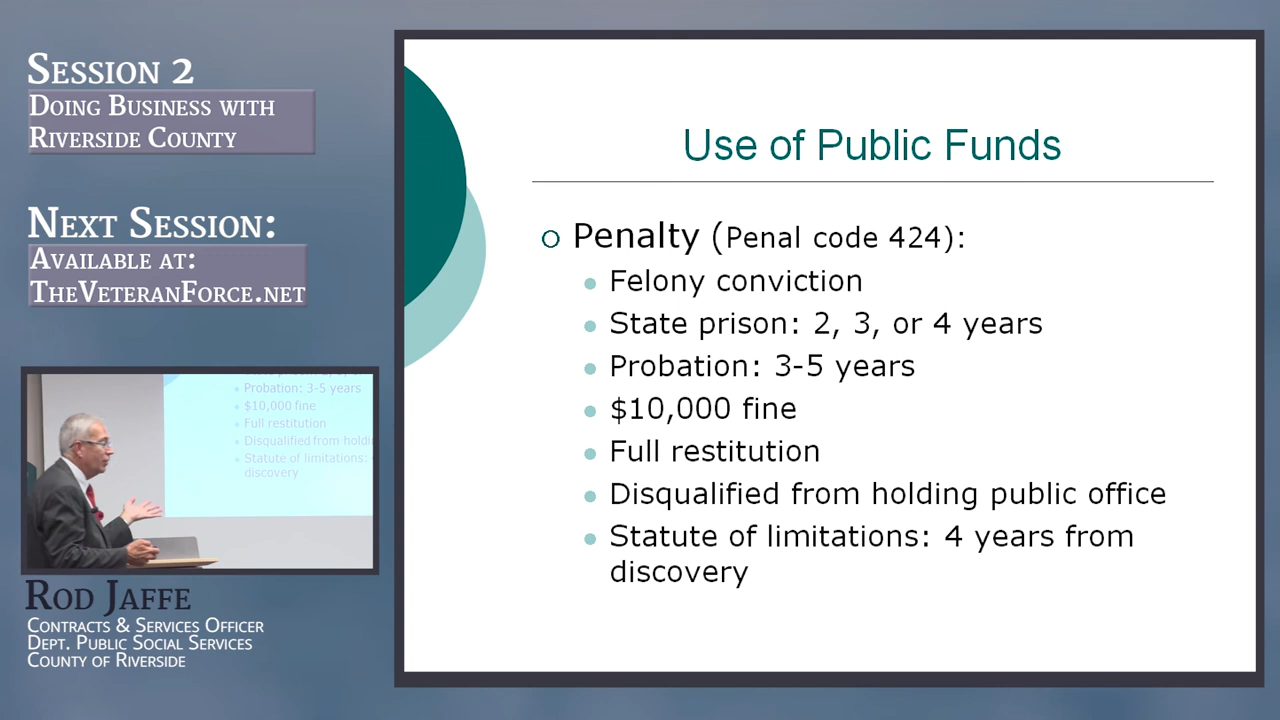 SESSION 2
DOING BUSINESS WITH
RIVERSIDE COUNTY
NEXT SESSION:
AVAILABLE AT:
THEVETERANFORCE.NET
Probation: 3-5 years
$10,000 fine
Full restitution
Disqualified from holdi
Statute of limitations:
discovery
ROD JAFFE
CONTRACTS & SERVICES OFFICER
DEPT. PUBLIC SOCIAL SERVICES
COUNTY OF RIVERSIDE
Use of Public Funds
Penalty (Penal code 424):
Felony conviction
State prison: 2, 3, or 4 years
Probation: 3-5 years
$10,000 fine
Full restitution
Disqualified from holding public office
Statute of limitations: 4 years from
discovery